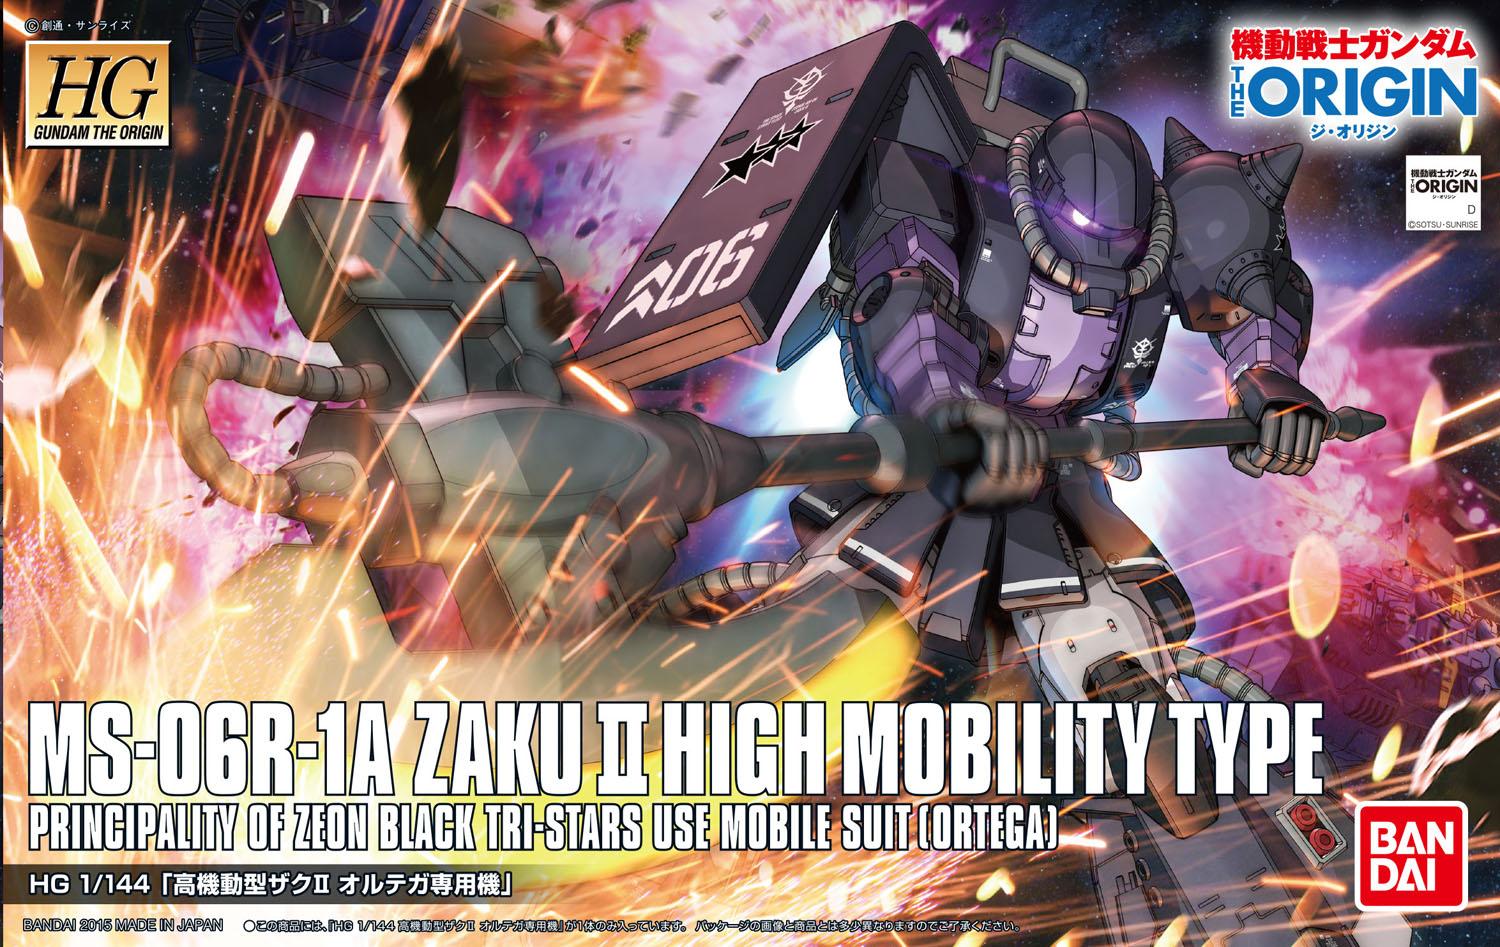 ©創通・サンライズ
HG
GUNDAM THE ORIGIN
機動戦士ガンダム
THE ORIGIN
ジ・オリジン
機動戦士ガンダム
THE ORIGIN
ジ・オリジン
D
©SOTSU・SUNRISE
06
MS-06R-1A ZAKU II HIGH MOBILITY TYPE
PRINCIPALITY OF ZEON BLACK TRI-STARS USE MOBILE SUIT (ORTEGA)
HG 1/144「高機動型ザクII オルテガ専用機」
BAN
DAI
BANDAI 2015 MADE IN JAPAN ●この商品には、「HG 1/144 高機動型ザクII オルテガ専用機」が1体のみ入っています。 パッケージの画像と商品とは多少異なりますのでご了承ください。